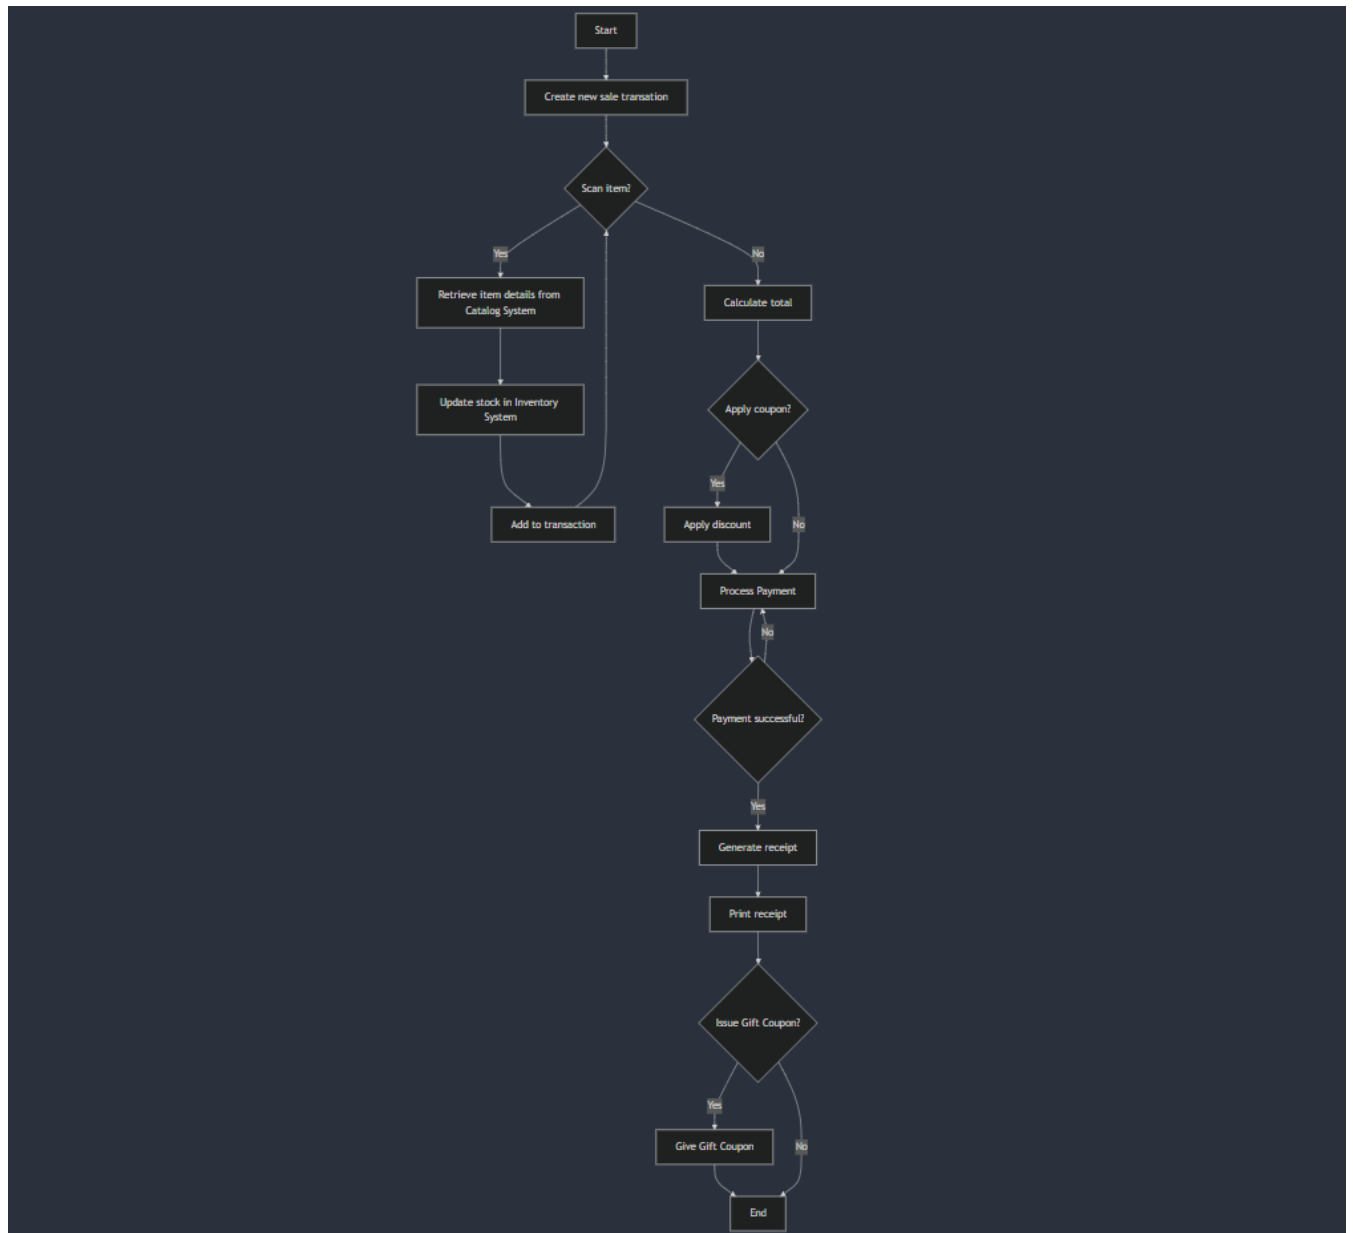 Start
Create new sale transation
Scan item?
Yes
No
Retrieve item details from
Catalog System
Calculate total
Update stock in Inventory
System
Apply coupon?
Yes
Add to transaction
Apply discount
No
Process Payment
No
Payment successful?
Yes
Generate receipt
Print receipt
Issue Gift Coupon?
Yes
Give Gift Coupon
No
End